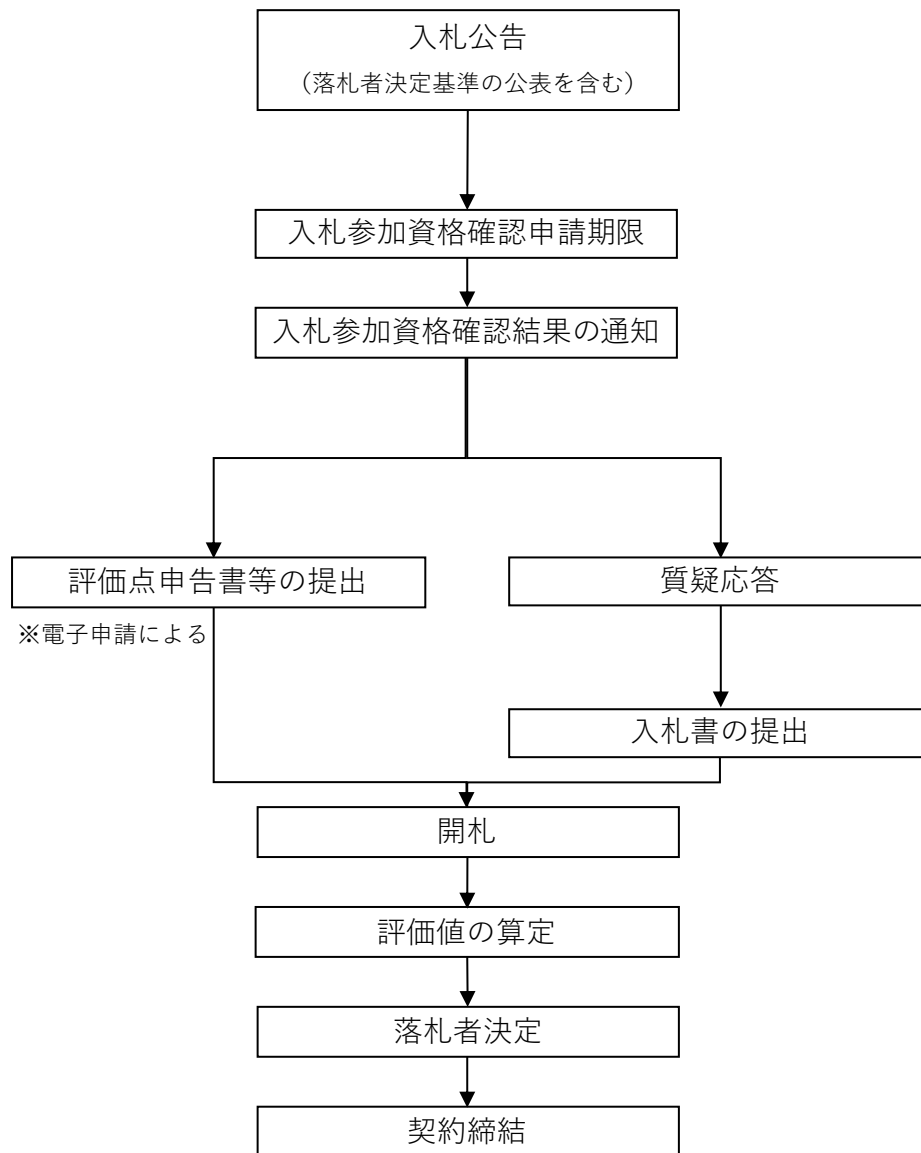 入札公告
（落札者決定基準の公表を含む）
入札参加資格確認申請期限
入札参加資格確認結果の通知
評価点申告書等の提出
※電子申請による
質疑応答
入札書の提出
開札
評価値の算定
落札者決定
契約締結